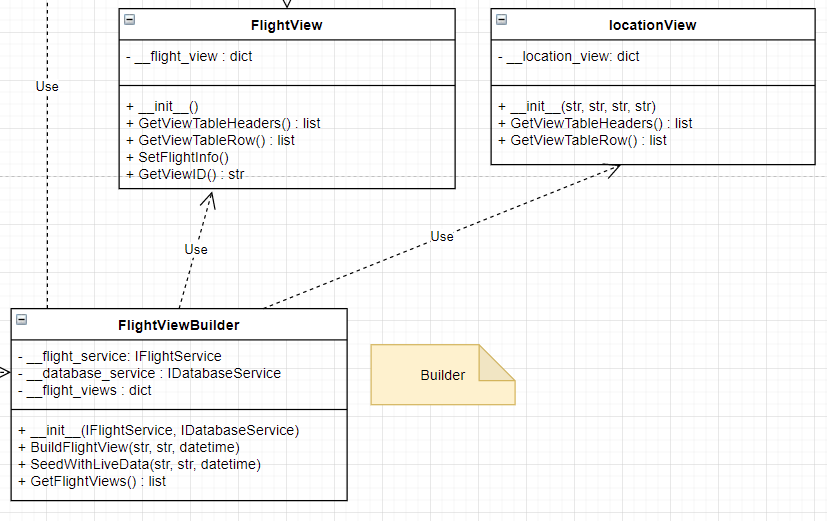 FlightView
- __flight_view : dict
+ __init__()
+ GetViewTableHeaders() : list
+ GetViewTableRow() : list
+ SetFlightInfo()
+ GetViewID() : str
locationView
- __location_view: dict
+ __init__(str, str, str, str)
+ GetViewTableHeaders() : list
+ GetViewTableRow() : list
Use
Use
Use
FlightViewBuilder
- __flight_service: IFlightService
- __database_service : IDatabaseService
- __flight_views : dict
+ __init__(IFlightService, IDatabaseService)
+ BuildFlightView(str, str, datetime)
+ SeedWithLiveData(str, str, datetime)
+ GetFlightViews() : list
Builder